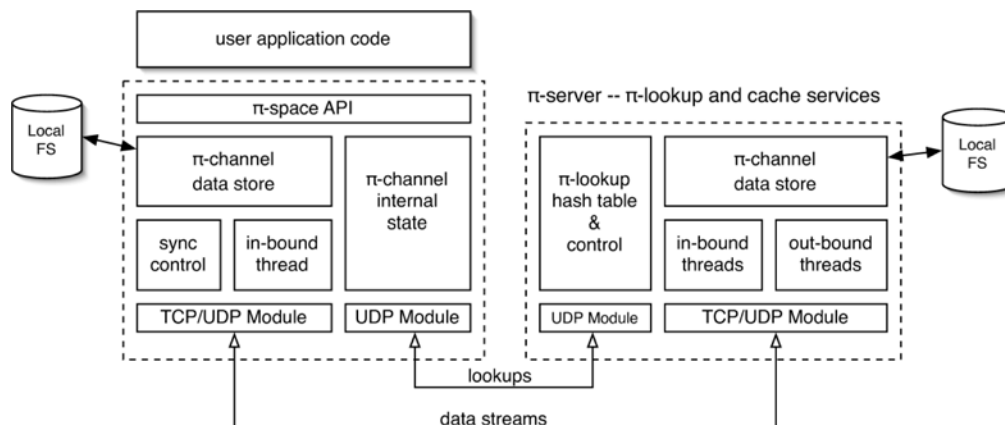 user application code
π-space API
Local
FS
π-channel
data store
π-channel
internal
state
sync
control
in-bound
thread
TCP/UDP Module
UDP Module
π-server -- π-lookup and cache services
π-lookup
hash table
&
control
π-channel
data store
Local
FS
in-bound
threads
out-bound
threads
UDP Module
TCP/UDP Module
lookups
data streams